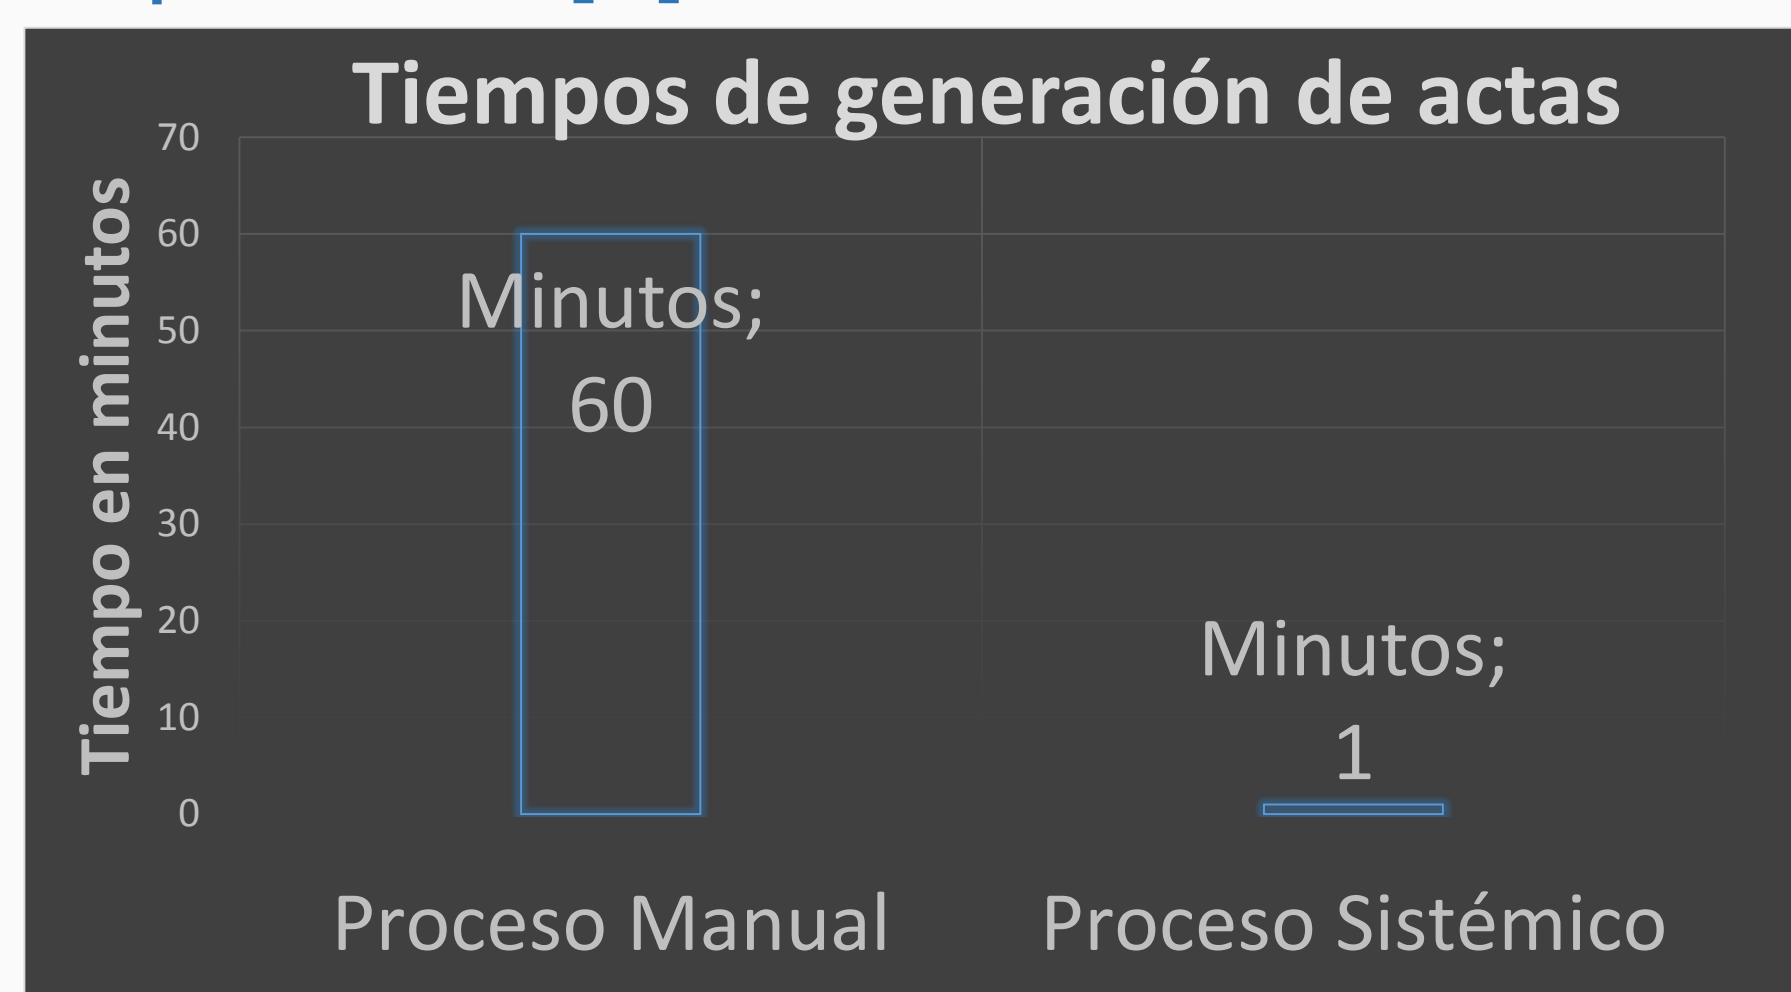 Tiempos de generación de actas
Tiempo en minutos
70
60
50
40
30
20
10
0
Minutos;
60
Minutos;
1
Proceso Manual
Proceso Sistémico